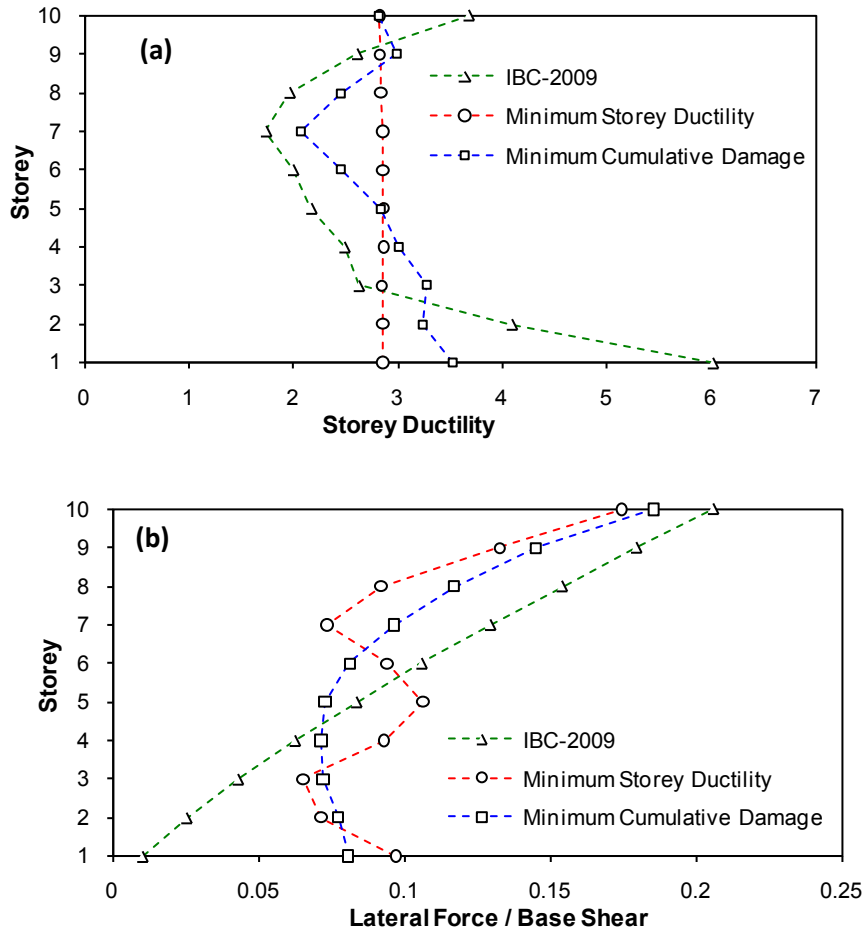 (a)
10
9
8
7
6
5
4
3
2
1
Storey
IBC-2009
Minimum Storey Ductility
Minimum Cumulative Damage
0 1 2 3 4 5 6 7
Storey Ductility
(b)
10
9
8
7
6
5
4
3
2
1
Storey
IBC-2009
Minimum Storey Ductility
Minimum Cumulative Damage
0 0.05 0.1 0.15 0.2 0.25
Lateral Force / Base Shear